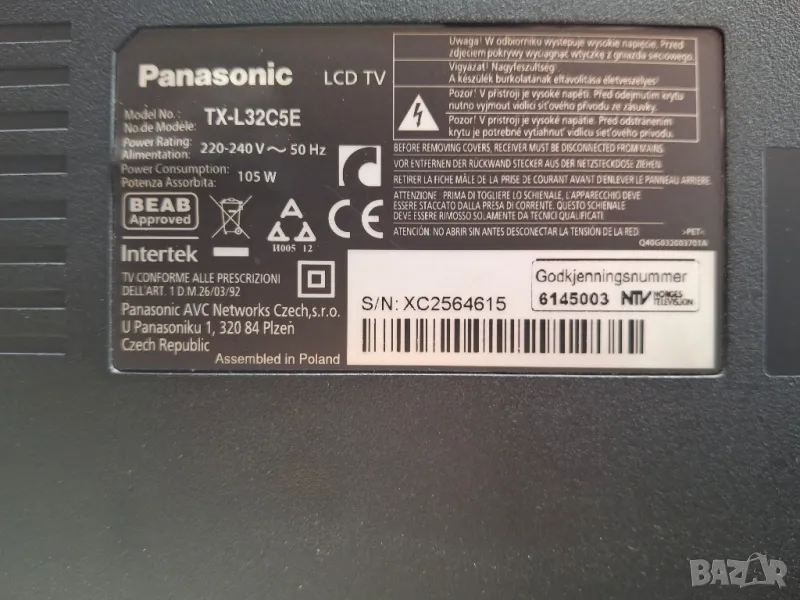 Panasonic LCD TV
Model No.: TX-L32C5E
No.de Modèle:
Power Rating: 220-240 V ~ 50 Hz
Alimentation:
Power Consumption: 105 W
Potenza Assorbita:
BEAB
Approved
И005 12
CE
Intertek
TV CONFORME ALLE PRESCRIZIONI
DELL'ART. 1 D.M.26/03/92
Panasonic AVC Networks Czech,s.r.o.
U Panasoniku 1, 320 84 Plzeň
Czech Republic
Assembled in Poland
Uwaga! W odbiorniku występuje wysokie napięcie. Przed
zdjęciem pokrywy wyciągnąć wtyczkę z gniazda sieciowego.
Vigyázat! Nagyfeszültség!
A készülék burkolatának eltávolítása életveszélyes!
Pozor! V prístroji je vysoké napětí. Před odejmutím krytu
nutno vyjmout vidlici síťového přívodu ze zásuvky.
Pozor! V prístroji je vysoké napätie. Pred odstránením
krytu je potrebné vytiahnuť vidlicu sieťového prívodu.
BEFORE REMOVING COVERS, RECEIVER MUST BE DISCONNECTED FROM MAINS.
VOR ENTFERNEN DER RÜCKWAND STECKER AUS DER NETZSTECKDOSE ZIEHEN.
RETIRER LA FICHE MÂLE DE LA PRISE DE COURANT AVANT D'ENLEVER LE PANNEAU ARRIERE.
ATTENZIONE : PRIMA DI TOGLIERE LO SCHIENALE, L'APPARECCHIO DEVE
ESSERE STACCATO DALLA PRESA DI CORRENTE. QUESTO SCHIENALE
DEVE ESSERE RIMOSSO SOLAMENTE DA TECNICI QUALIFICATI.
ATENCIÓN: NO ABRIR SIN ANTES DESCONECTAR LA TENSIÓN DE LA RED.
>PET<
Q40G032003701A
S/N: XC2564615
Godkjenningsnummer
6145003 NTV NORGES
TELEVISJON
BAZAR